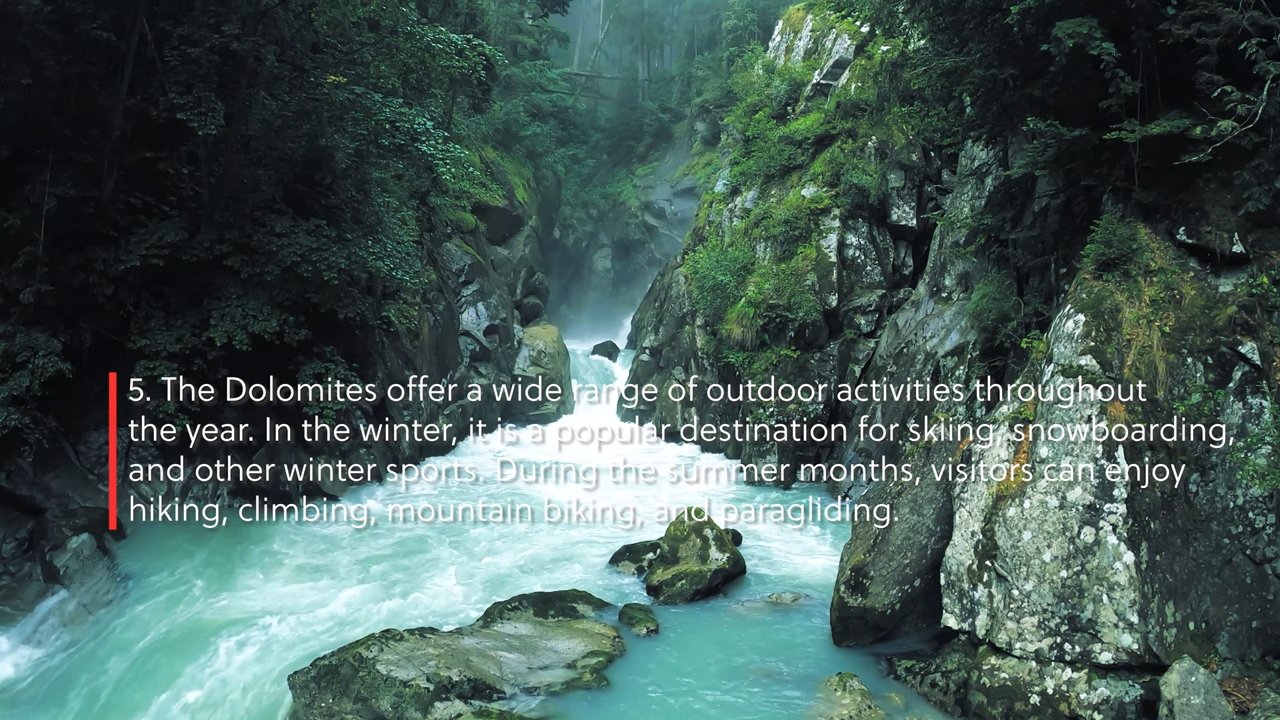 5. The Dolomites offer a wide range of outdoor activities throughout
the year. In the winter, it is a popular destination for skiing, snowboarding,
and other winter sports. During the summer months, visitors can enjoy
hiking, climbing, mountain biking, and paragliding.